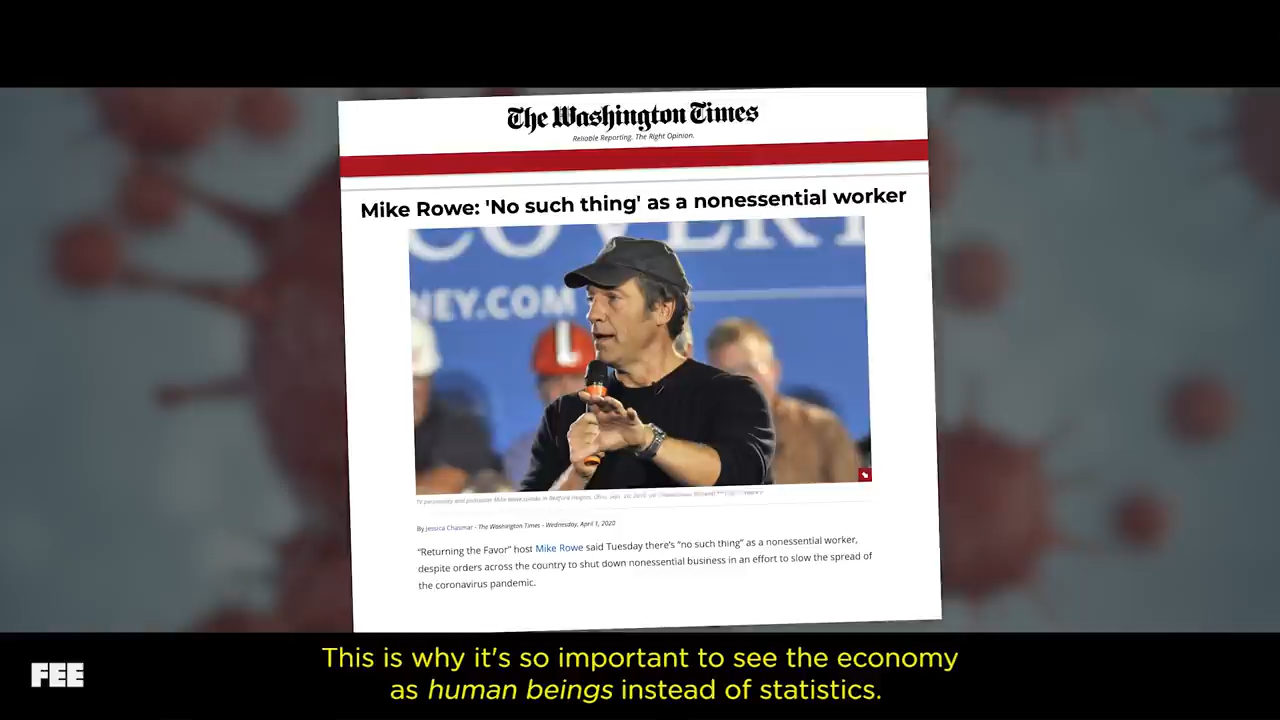 The Washington Times
Reliable Reporting. The Right Opinion.
Mike Rowe: 'No such thing' as a nonessential worker
COVERY
NEY.COM
L
By Jessica Chasmar - The Washington Times - Wednesday, April 1, 2020
“Returning the Favor” host Mike Rowe said Tuesday there’s “no such thing” as a nonessential worker,
despite orders across the country to shut down nonessential business in an effort to slow the spread of
the coronavirus pandemic.
This is why it's so important to see the economy
as human beings instead of statistics.
FEE